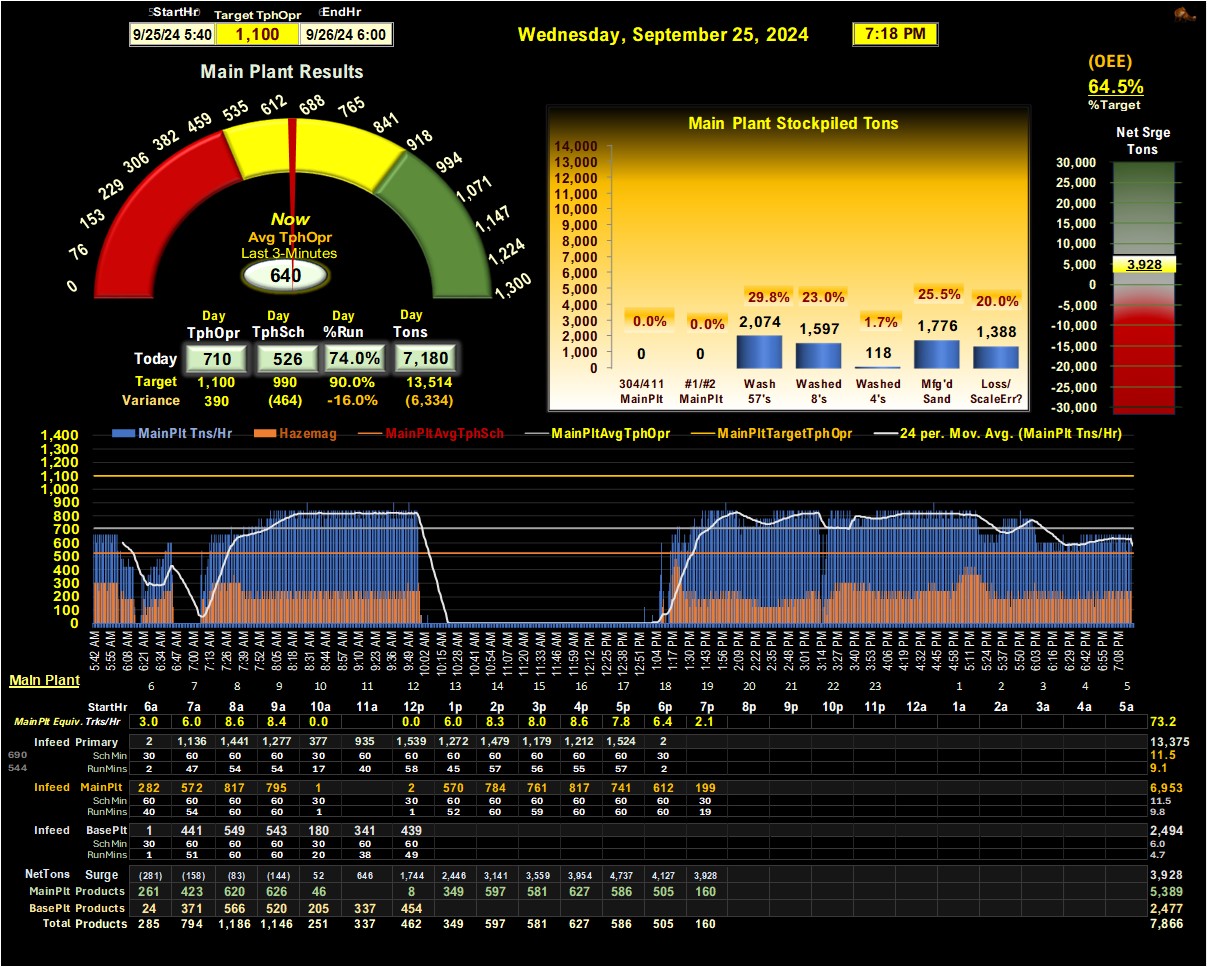 StartHr Target TphOpr EndHr
9/25/24 5:40 1,100 9/26/24 6:00
Wednesday, September 25, 2024 7:18 PM
(OEE)
64.5%
%Target
Main Plant Results
0 76 153 229 306 382 459 535 612 688 765 841 918 994 1,071 1,147 1,224 1,300
Now
Avg TphOpr
Last 3-Minutes
640
Day Day Day Day
TphOpr TphSch %Run Tons
Today 710 526 74.0% 7,180
Target 1,100 990 90.0% 13,514
Variance 390 (464) -16.0% (6,334)
Main Plant Stockpiled Tons
14,000
13,000
12,000
11,000
10,000
9,000
8,000
7,000
6,000
5,000
4,000
3,000
2,000
1,000
0
0.0% 0.0% 29.8% 23.0% 1.7% 25.5% 20.0%
0 0 2,074 1,597 118 1,776 1,388
304/411 #1/#2 Wash Washed Washed Mfg'd Loss/
MainPlt MainPlt 57's 8's 4's Sand ScaleErr?
Net Srge
Tons
30,000
25,000
20,000
15,000
10,000
5,000
0
-5,000
-10,000
-15,000
-20,000
-25,000
-30,000
3,928
MainPlt Tns/Hr Hazemag MainPltAvgTphSch MainPltAvgTphOpr MainPltTargetTphOpr 24 per. Mov. Avg. (MainPlt Tns/Hr)
1,400
1,300
1,200
1,100
1,000
900
800
700
600
500
400
300
200
100
0
5:42 AM 5:55 AM 6:08 AM 6:21 AM 6:34 AM 6:47 AM 7:00 AM 7:13 AM 7:26 AM 7:39 AM 7:52 AM 8:05 AM 8:18 AM 8:31 AM 8:44 AM 8:57 AM 9:10 AM 9:23 AM 9:36 AM 9:49 AM 10:02 AM 10:15 AM 10:28 AM 10:41 AM 10:54 AM 11:07 AM 11:20 AM 11:33 AM 11:46 AM 11:59 AM 12:12 PM 12:25 PM 12:38 PM 12:51 PM 1:04 PM 1:17 PM 1:30 PM 1:43 PM 1:56 PM 2:09 PM 2:22 PM 2:35 PM 2:48 PM 3:01 PM 3:14 PM 3:27 PM 3:40 PM 3:53 PM 4:06 PM 4:19 PM 4:32 PM 4:45 PM 4:58 PM 5:11 PM 5:24 PM 5:37 PM 5:50 PM 6:03 PM 6:16 PM 6:29 PM 6:42 PM 6:55 PM 7:08 PM
Main Plant
6 7 8 9 10 11 12 13 14 15 16 17 18 19 20 21 22 23 1 2 3 4 5
StartHr 6a 7a 8a 9a 10a 11a 12p 1p 2p 3p 4p 5p 6p 7p 8p 9p 10p 11p 12a 1a 2a 3a 4a 5a
MainPlt Equiv. Trks/Hr 3.0 6.0 8.6 8.4 0.0 0.0 6.0 8.3 8.0 8.6 7.8 6.4 2.1 73.2
Infeed Primary 2 1,136 1,441 1,277 377 935 1,539 1,272 1,479 1,179 1,212 1,524 2 13,375
690 Sch Min 30 60 60 60 30 60 60 60 60 60 60 60 30 11.5
544 RunMins 2 47 54 54 17 40 58 45 57 56 55 57 2 9.1
Infeed MainPlt 282 572 817 795 1 2 570 784 761 817 741 612 199 6,953
Sch Min 60 60 60 60 30 30 60 60 60 60 60 60 30 11.5
RunMins 40 54 60 60 1 1 52 60 59 60 60 60 19 9.8
Infeed BasePlt 1 441 549 543 180 341 439 2,494
Sch Min 30 60 60 60 30 60 60 6.0
RunMins 1 51 60 60 20 38 49 4.7
NetTons Surge (281) (158) (83) (144) 52 646 1,744 2,446 3,141 3,559 3,954 4,737 4,127 3,928 3,928
MainPlt Products 261 423 620 626 46 8 349 597 581 627 586 505 160 5,389
BasePlt Products 24 371 566 520 205 337 454 2,477
Total Products 285 794 1,186 1,146 251 337 462 349 597 581 627 586 505 160 7,866